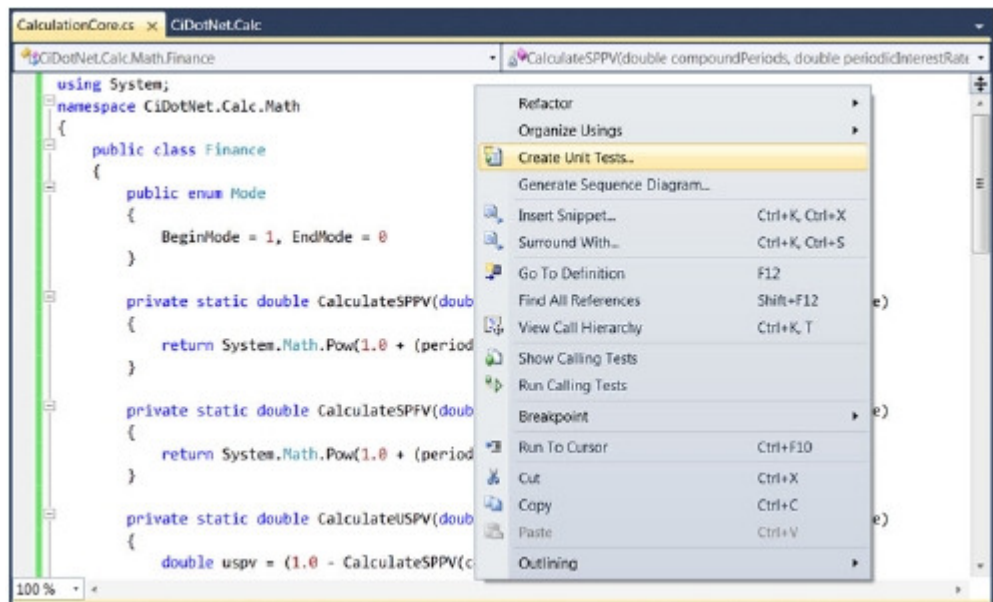 CalculationCore.cs × CiDotNet.Calc
CiDotNet.Calc.Math.Finance CalculateSPPV(double compoundPeriods, double periodicInterestRate
using System;
namespace CiDotNet.Calc.Math
{
public class Finance
{
public enum Mode
{
BeginMode = 1, EndMode = 0
}
private static double CalculateSPPV(doub e)
{
return System.Math.Pow(1.0 + (period
}
private static double CalculateSPFV(doub e)
{
return System.Math.Pow(1.0 + (period
}
private static double CalculateUSPV(doub e)
{
double uspv = (1.0 - CalculateSPPV(c
100 %
Refactor
Organize Usings
Create Unit Tests...
Generate Sequence Diagram...
Insert Snippet... Ctrl+K, Ctrl+X
Surround With... Ctrl+K, Ctrl+S
Go To Definition F12
Find All References Shift+F12
View Call Hierarchy Ctrl+K, T
Show Calling Tests
Run Calling Tests
Breakpoint
Run To Cursor Ctrl+F10
Cut Ctrl+X
Copy Ctrl+C
Paste Ctrl+V
Outlining